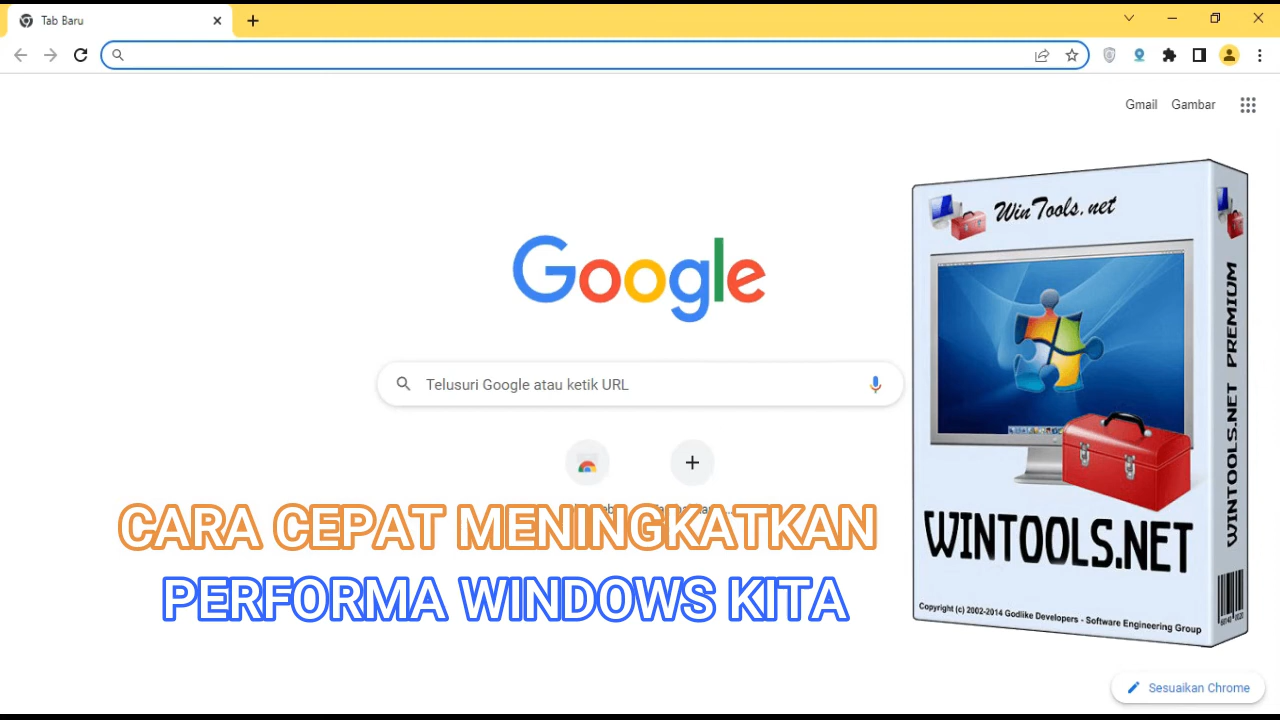 Tab Baru
Gmail Gambar
Google
Telusuri Google atau ketik URL
CARA CEPAT MENINGKATKAN
PERFORMA WINDOWS KITA
WinTools.net
WINTOOLS.NET
Copyright (c) 2002-2014 Godlike Developers - Software Engineering Group
WINTOOLS.NET PREMIUM
Sesuaikan Chrome